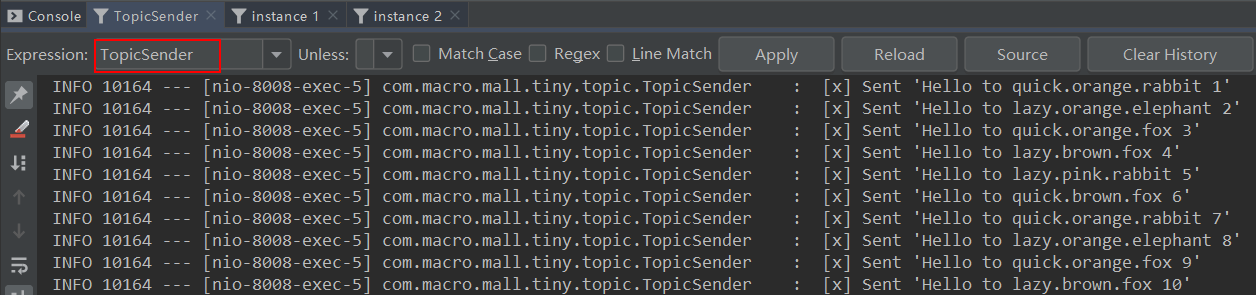 Console TopicSender instance 1 instance 2
Expression: TopicSender Unless: Match Case Regex Line Match Apply Reload Source Clear History
INFO 10164 --- [nio-8008-exec-5] com.macro.mall.tiny.topic.TopicSender : [x] Sent 'Hello to quick.orange.rabbit 1'
INFO 10164 --- [nio-8008-exec-5] com.macro.mall.tiny.topic.TopicSender : [x] Sent 'Hello to lazy.orange.elephant 2'
INFO 10164 --- [nio-8008-exec-5] com.macro.mall.tiny.topic.TopicSender : [x] Sent 'Hello to quick.orange.fox 3'
INFO 10164 --- [nio-8008-exec-5] com.macro.mall.tiny.topic.TopicSender : [x] Sent 'Hello to lazy.brown.fox 4'
INFO 10164 --- [nio-8008-exec-5] com.macro.mall.tiny.topic.TopicSender : [x] Sent 'Hello to lazy.pink.rabbit 5'
INFO 10164 --- [nio-8008-exec-5] com.macro.mall.tiny.topic.TopicSender : [x] Sent 'Hello to quick.brown.fox 6'
INFO 10164 --- [nio-8008-exec-5] com.macro.mall.tiny.topic.TopicSender : [x] Sent 'Hello to quick.orange.rabbit 7'
INFO 10164 --- [nio-8008-exec-5] com.macro.mall.tiny.topic.TopicSender : [x] Sent 'Hello to lazy.orange.elephant 8'
INFO 10164 --- [nio-8008-exec-5] com.macro.mall.tiny.topic.TopicSender : [x] Sent 'Hello to quick.orange.fox 9'
INFO 10164 --- [nio-8008-exec-5] com.macro.mall.tiny.topic.TopicSender : [x] Sent 'Hello to lazy.brown.fox 10'